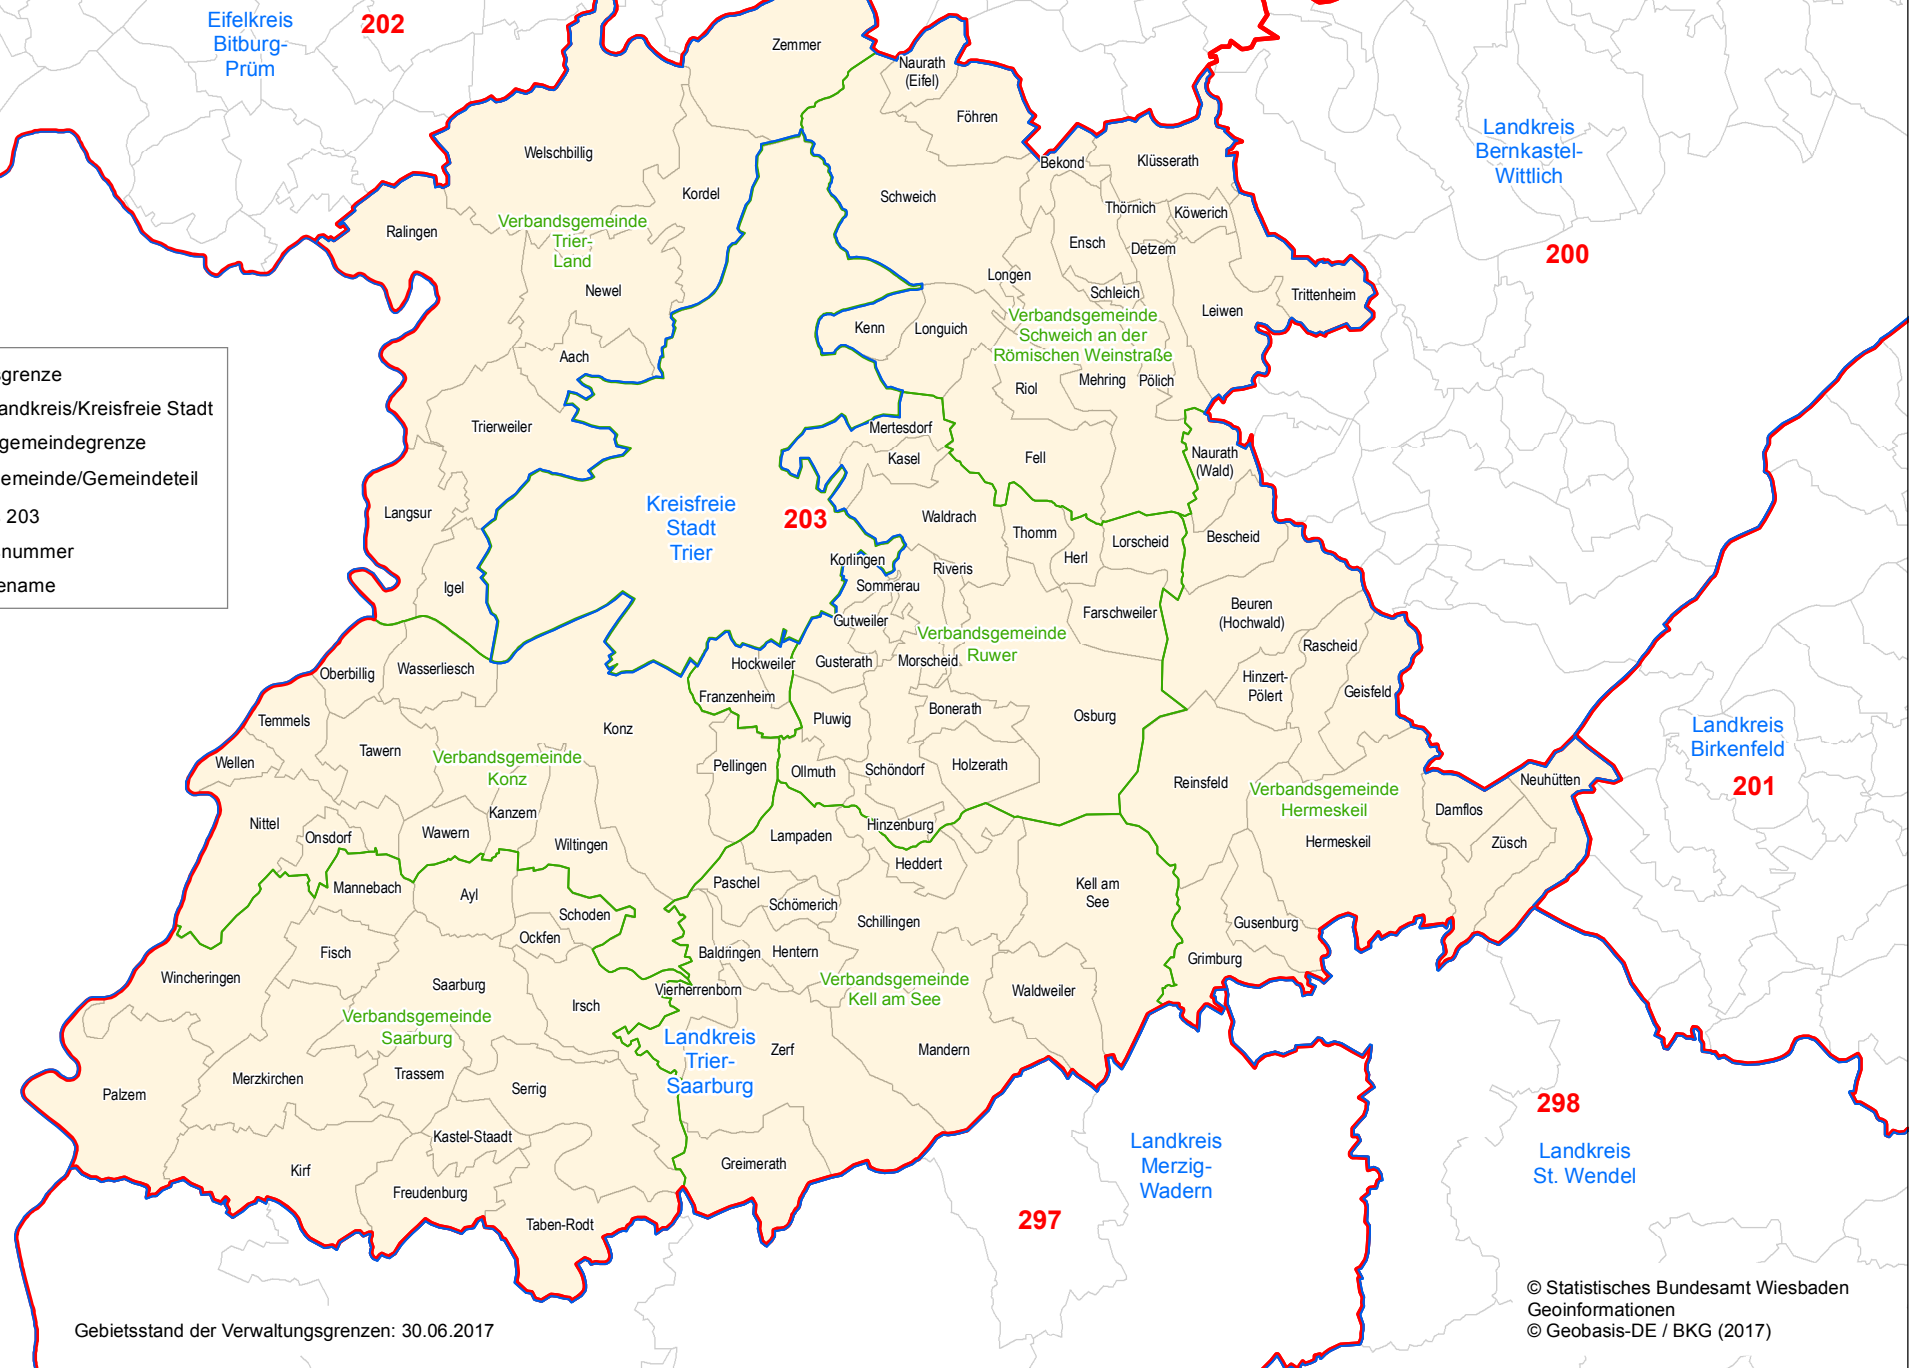 Eifelkreis
Bitburg-
Prüm
202
Zemmer
Naurath
(Eifel)
Föhren
Landkreis
Bernkastel-
Wittlich
200
Welschbillig
Kordel
Bekond
Klüsserath
Schweich
Thörnich
Köwerich
Ralingen
Verbandsgemeinde
Trier-
Land
Ensch
Detzem
Newel
Longen
Schleich
Leiwen
Trittenheim
Kenn
Longuich
Verbandsgemeinde
Schweich an der
Römischen Weinstraße
Aach
Riol
Mehring
Pölich
sgrenze
andkreis/Kreisfreie Stadt
gemeindegrenze
emeinde/Gemeindeteil
203
nummer
ename
Trierweiler
Mertesdorf
Kasel
Fell
Naurath
(Wald)
Langsur
Kreisfreie
Stadt
Trier
203
Waldrach
Thomm
Herl
Lorscheid
Bescheid
Igel
Korlingen
Sommerau
Riveris
Farschweiler
Beuren
(Hochwald)
Gutweiler
Verbandsgemeinde
Ruwer
Rascheid
Oberbillig
Wasserliesch
Hockweiler
Gusterath
Morscheid
Hinzert-
Pölert
Geisfeld
Franzenheim
Temmels
Konz
Pluwig
Bonerath
Osburg
Landkreis
Birkenfeld
201
Tawern
Verbandsgemeinde
Konz
Wellen
Pellingen
Ollmuth
Schöndorf
Holzerath
Reinsfeld
Verbandsgemeinde
Hermeskeil
Neuhütten
Damflos
Züsch
Nittel
Onsdorf
Wawern
Kanzem
Wiltingen
Lampaden
Hinzenburg
Hermeskeil
Heddert
Mannebach
Ayl
Paschel
Kell am
See
Schoden
Schömerich
Schillingen
Gusenburg
Ockfen
Fisch
Baldringen
Hentern
Grimburg
Wincheringen
Saarburg
Vierherrenborn
Verbandsgemeinde
Kell am See
Waldweiler
Irsch
Verbandsgemeinde
Saarburg
Landkreis
Trier-
Saarburg
Zerf
Mandern
Palzem
Merzkirchen
Trassem
Serrig
298
Landkreis
St. Wendel
Kastel-Staadt
Landkreis
Merzig-
Wadern
Kirf
Freudenburg
Greimerath
297
Taben-Rodt
Gebietsstand der Verwaltungsgrenzen: 30.06.2017
© Statistisches Bundesamt Wiesbaden
Geoinformationen
© Geobasis-DE / BKG (2017)